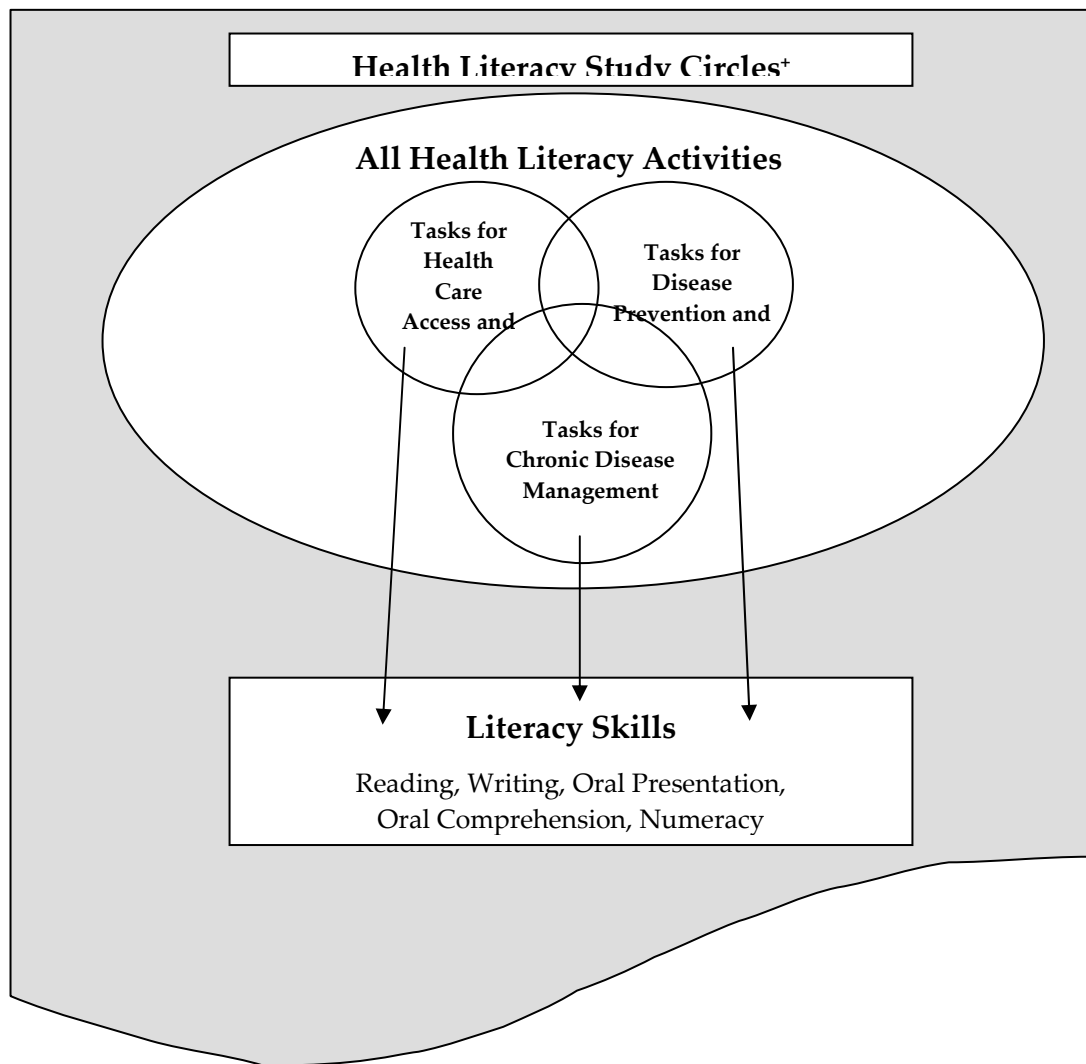 Health Literacy Study Circles⁺
All Health Literacy Activities
Tasks for
Health
Care
Access and
Tasks for
Disease
Prevention and
Tasks for
Chronic Disease
Management
Literacy Skills
Reading, Writing, Oral Presentation,
Oral Comprehension, Numeracy